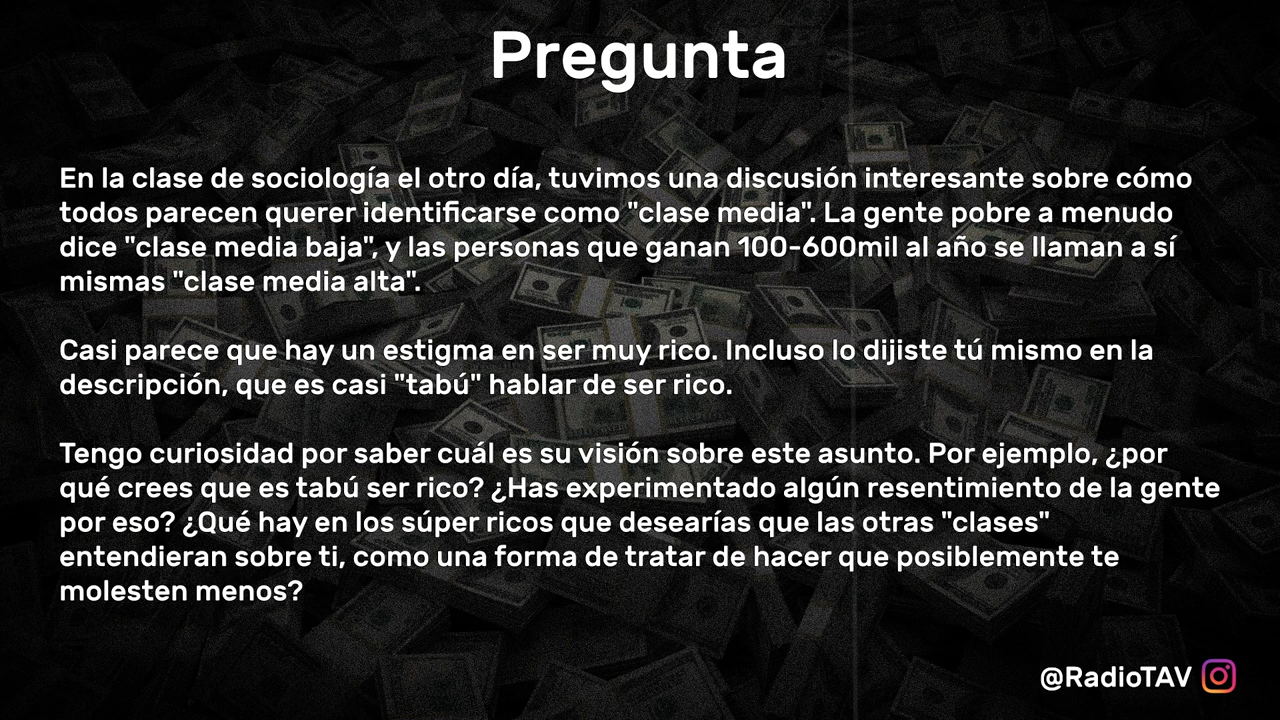 Pregunta
En la clase de sociología el otro día, tuvimos una discusión interesante sobre cómo
todos parecen querer identificarse como "clase media". La gente pobre a menudo
dice "clase media baja", y las personas que ganan 100-600mil al año se llaman a sí
mismas "clase media alta".
Casi parece que hay un estigma en ser muy rico. Incluso lo dijiste tú mismo en la
descripción, que es casi "tabú" hablar de ser rico.
Tengo curiosidad por saber cuál es su visión sobre este asunto. Por ejemplo, ¿por
qué crees que es tabú ser rico? ¿Has experimentado algún resentimiento de la gente
por eso? ¿Qué hay en los súper ricos que desearías que las otras "clases"
entendieran sobre ti, como una forma de tratar de hacer que posiblemente te
molesten menos?
@RadioTAV